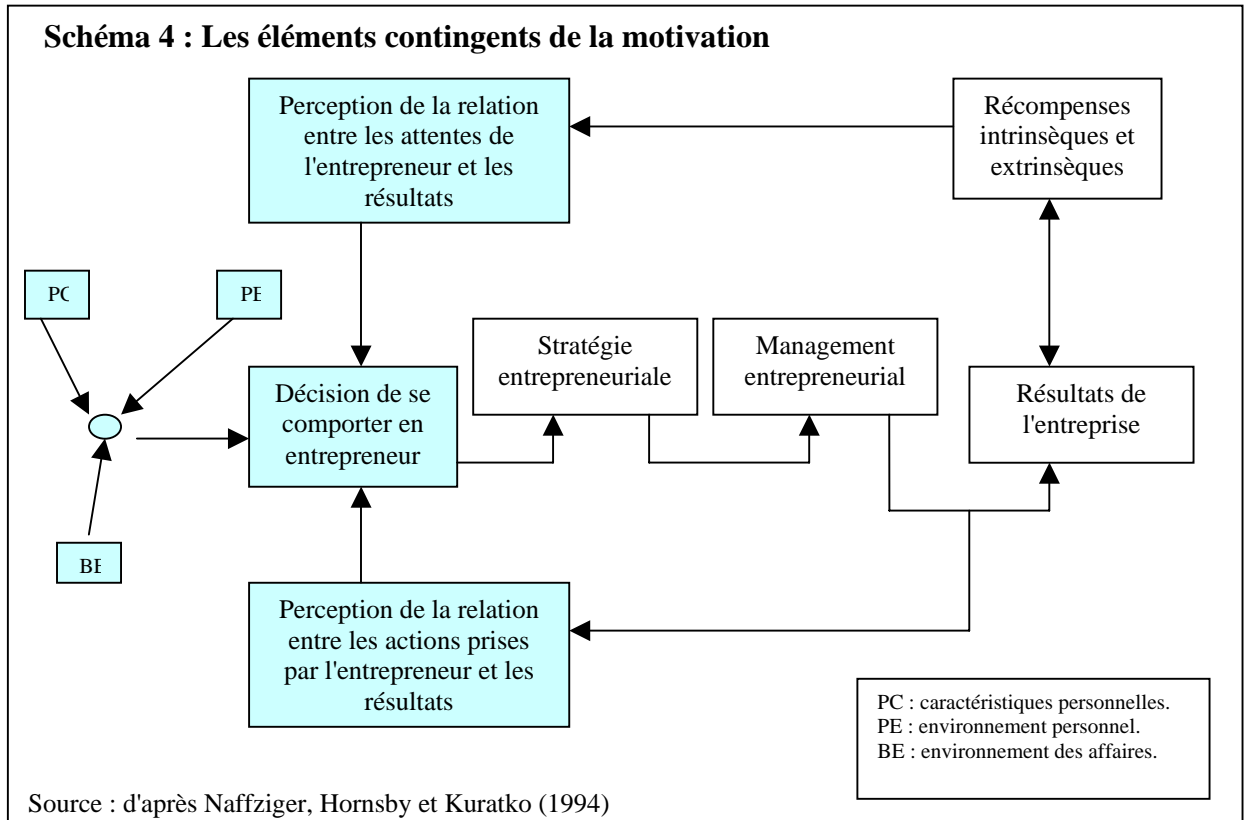 Schéma 4 : Les éléments contingents de la motivation
Perception de la relation
entre les attentes de
l'entrepreneur et les
résultats
Récompenses
intrinsèques et
extrinsèques
PC
PE
Décision de se
comporter en
entrepreneur
Stratégie
entrepreneuriale
Management
entrepreneurial
Résultats de
l'entreprise
BE
Perception de la relation
entre les actions prises
par l'entrepreneur et les
résultats
PC : caractéristiques personnelles.
PE : environnement personnel.
BE : environnement des affaires.
Source : d'après Naffziger, Hornsby et Kuratko (1994)